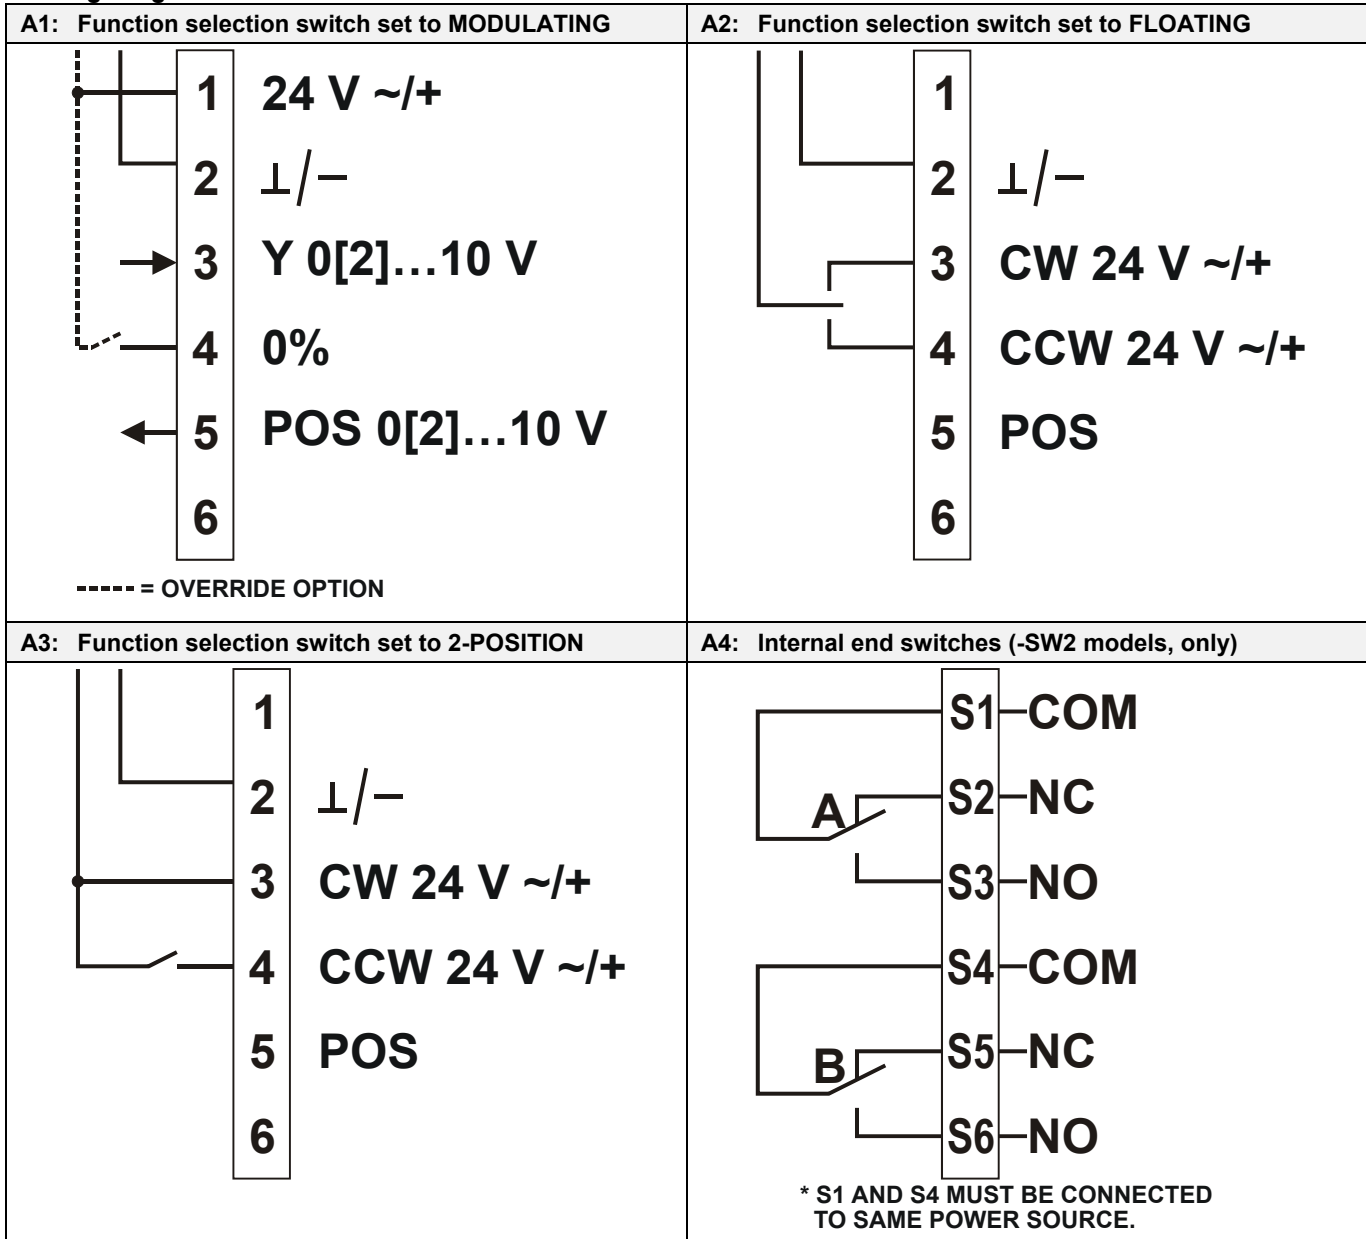 A1: Function selection switch set to MODULATING
1 24 V ~/+
2 ⊥/–
3 Y 0[2]…10 V
4 0%
5 POS 0[2]…10 V
6
= OVERRIDE OPTION
A2: Function selection switch set to FLOATING
1
2 ⊥/–
3 CW 24 V ~/+
4 CCW 24 V ~/+
5 POS
6
A3: Function selection switch set to 2-POSITION
1
2 ⊥/–
3 CW 24 V ~/+
4 CCW 24 V ~/+
5 POS
6
A4: Internal end switches (-SW2 models, only)
S1 COM
A S2 NC
S3 NO
S4 COM
B S5 NC
S6 NO
* S1 AND S4 MUST BE CONNECTED
TO SAME POWER SOURCE.